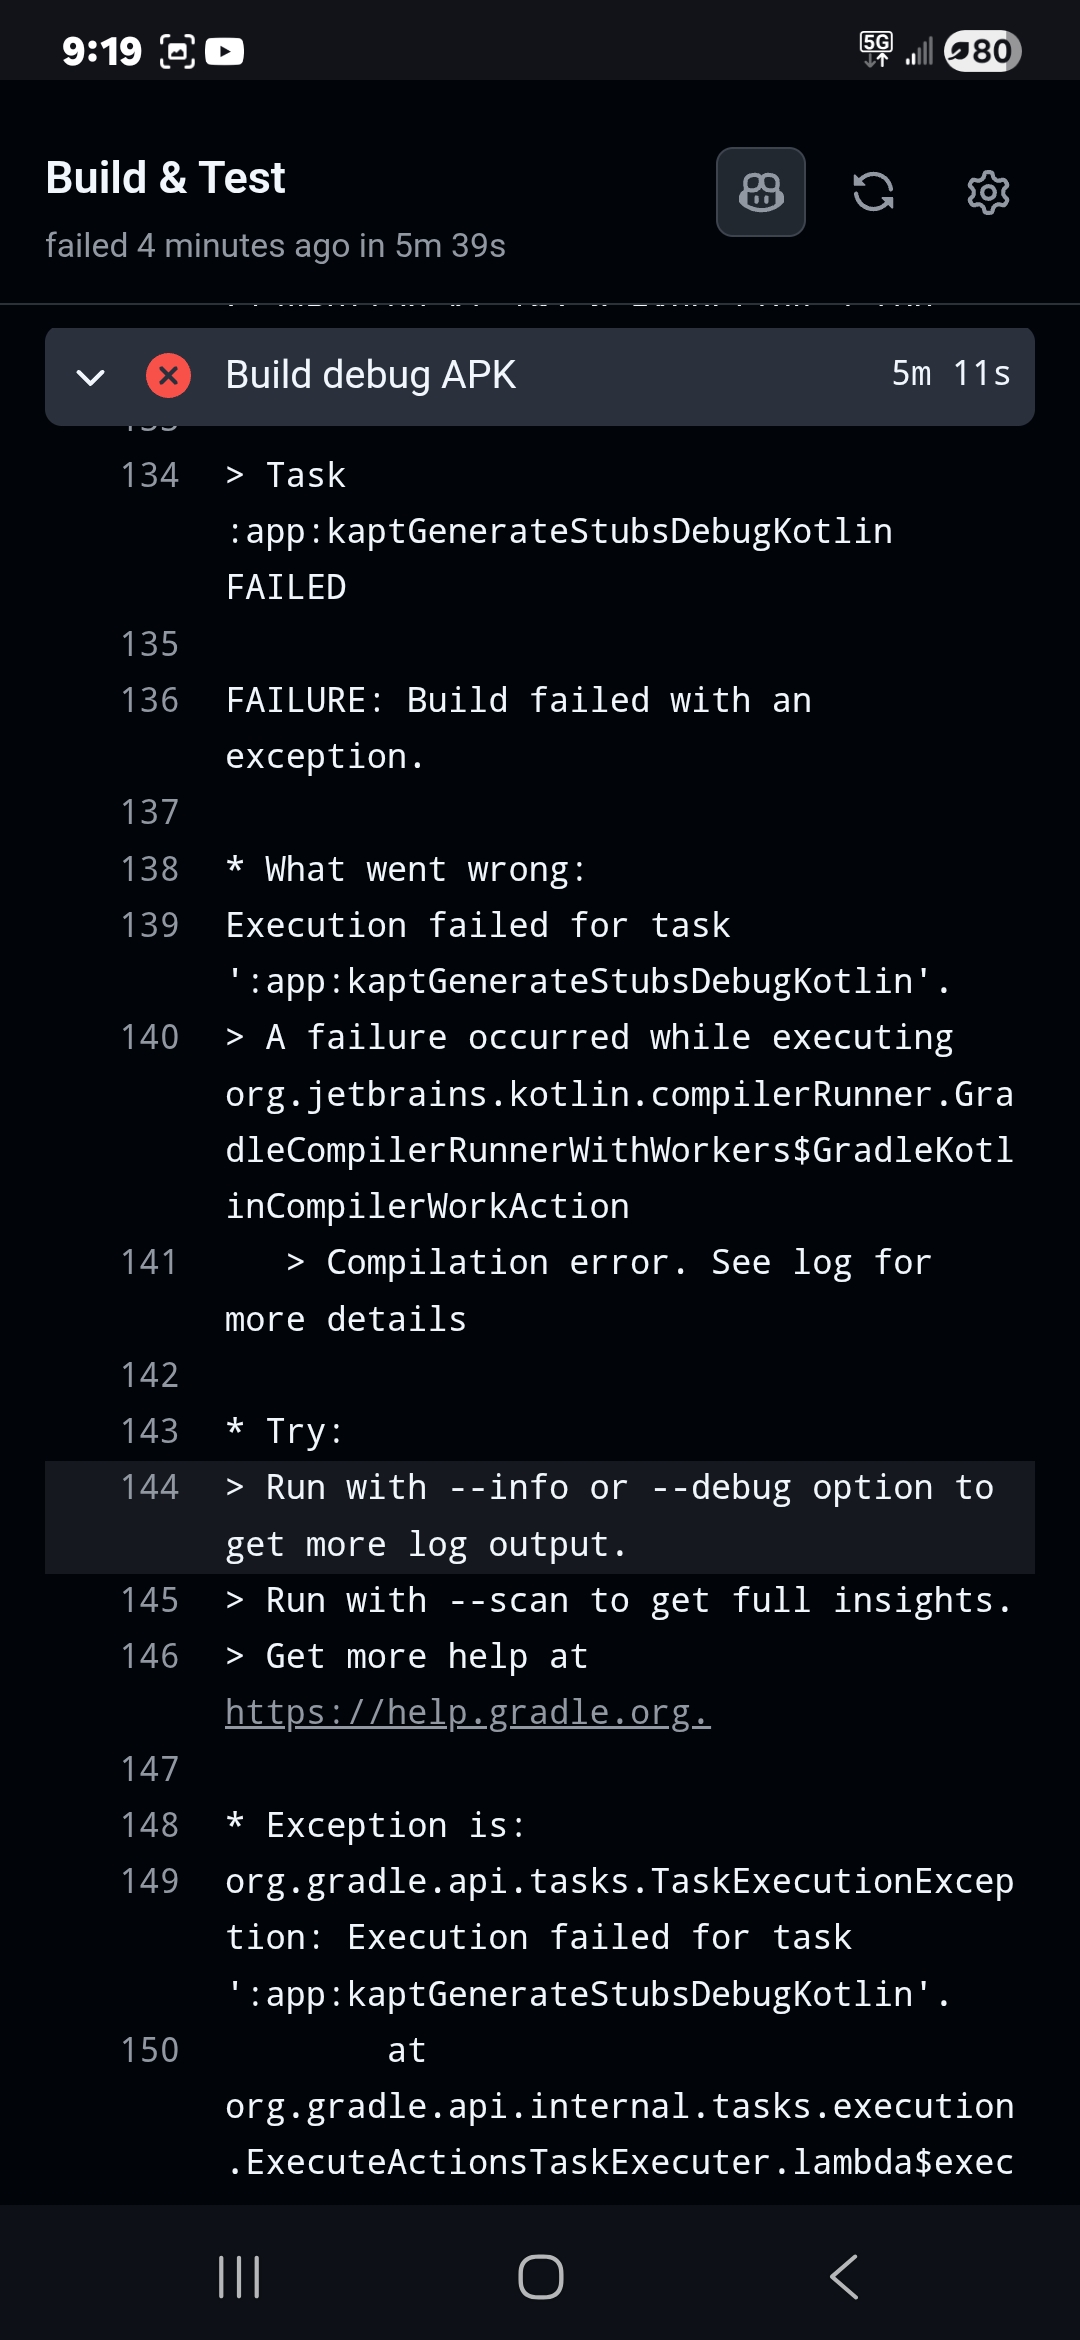 9:19
5G
80
Build & Test
failed 4 minutes ago in 5m 39s
Build debug APK 5m 11s
134 > Task
:app:kaptGenerateStubsDebugKotlin
FAILED
135
136 FAILURE: Build failed with an
exception.
137
138 * What went wrong:
139 Execution failed for task
':app:kaptGenerateStubsDebugKotlin'.
140 > A failure occurred while executing
org.jetbrains.kotlin.compilerRunner.Gra
dleCompilerRunnerWithWorkers$GradleKotl
inCompilerWorkAction
141 > Compilation error. See log for
more details
142
143 * Try:
144 > Run with --info or --debug option to
get more log output.
145 > Run with --scan to get full insights.
146 > Get more help at
https://help.gradle.org.
147
148 * Exception is:
149 org.gradle.api.tasks.TaskExecutionExcep
tion: Execution failed for task
':app:kaptGenerateStubsDebugKotlin'.
150 at
org.gradle.api.internal.tasks.execution
.ExecuteActionsTaskExecuter.lambda$exec